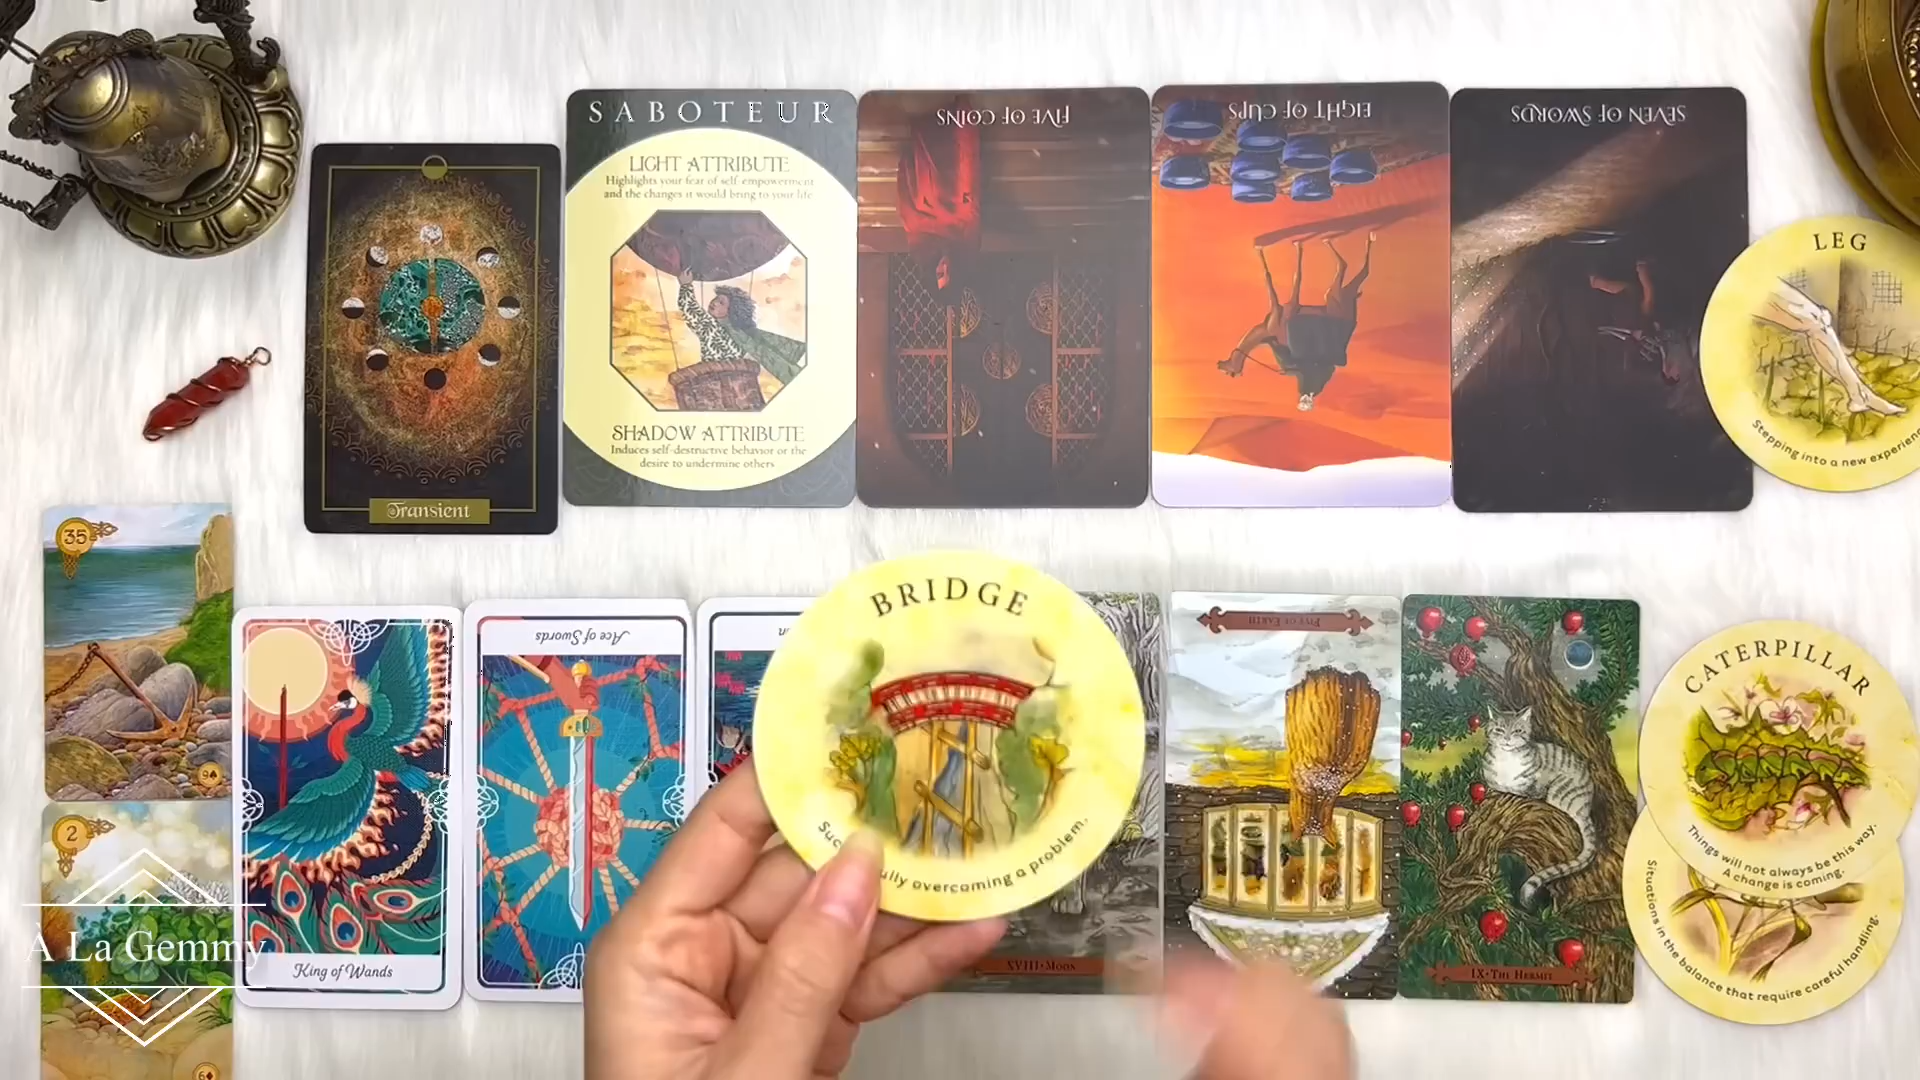 SABOTEUR
LIGHT ATTRIBUTE
Highlights your fear of self-empowerment
and the changes it would bring to your life
SHADOW ATTRIBUTE
Induces self-destructive behavior or the
desire to undermine others
Transient
FIVE OF COINS
EIGHT OF CUPS
SEVEN OF SWORDS
LEG
Stepping into a new experience
35
9
2
6
King of Wands
Ace of Swords
BRIDGE
overcoming a problem.
XVIII • MOON
FIVE OF EARTH
IX • THE HERMIT
CATERPILLAR
Things will not always be this way.
A change is coming.
Situations in the balance that require careful handling.
À La Gemmy